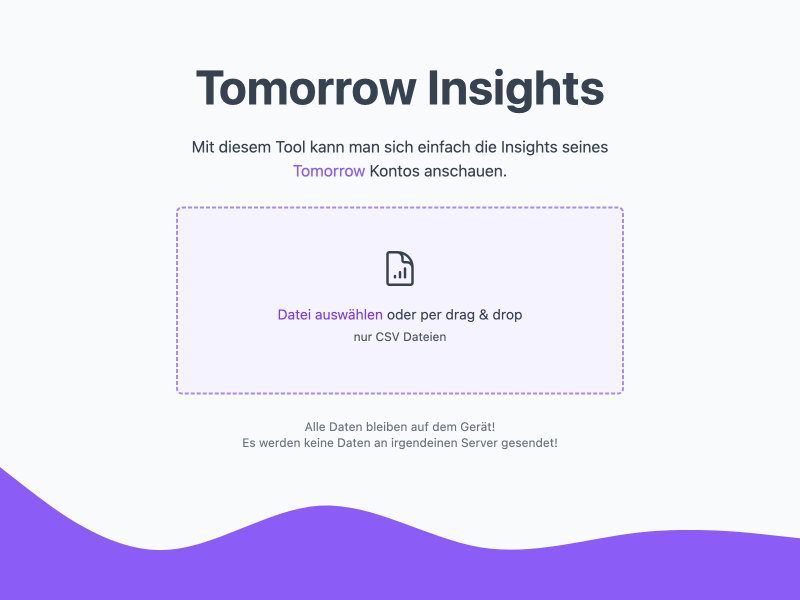 Tomorrow Insights
Mit diesem Tool kann man sich einfach die Insights seines
Tomorrow Kontos anschauen.
Datei auswählen oder per drag & drop
nur CSV Dateien
Alle Daten bleiben auf dem Gerät!
Es werden keine Daten an irgendeinen Server gesendet!